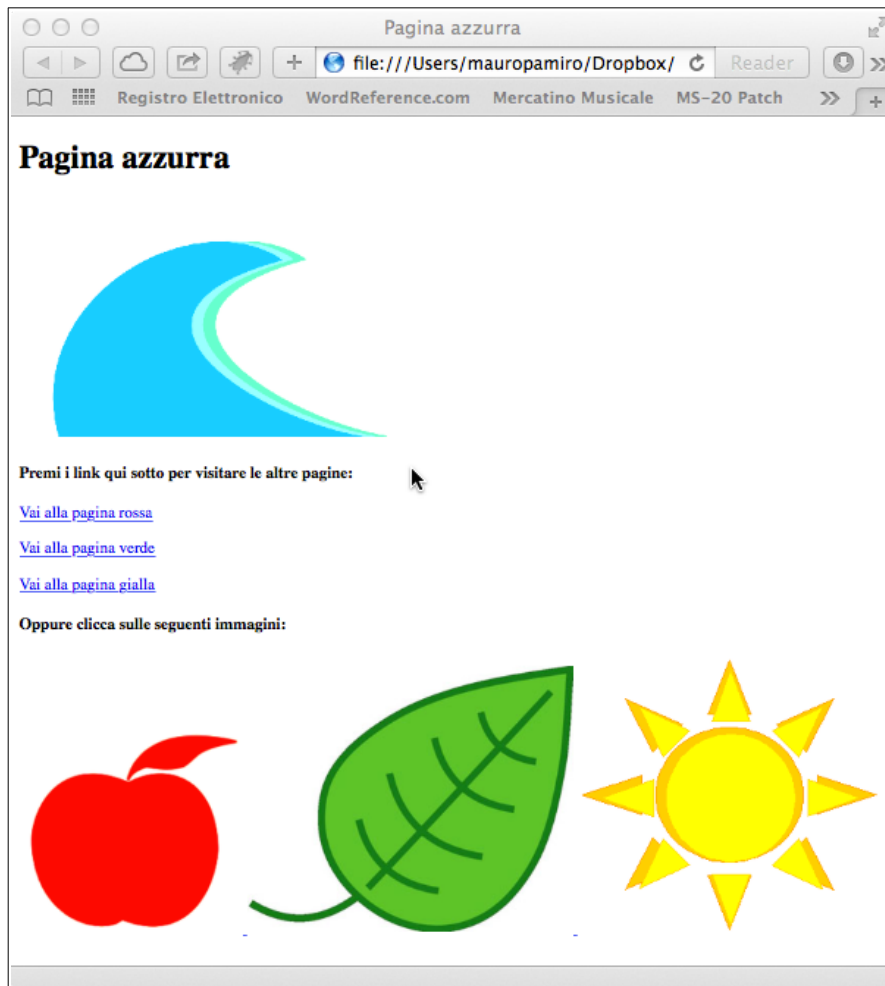 Pagina azzurra
file:///Users/mauropamiro/Dropbox/ Reader
Registro Elettronico WordReference.com Mercatino Musicale MS-20 Patch
Pagina azzurra
Premi i link qui sotto per visitare le altre pagine:
Vai alla pagina rossa
Vai alla pagina verde
Vai alla pagina gialla
Oppure clicca sulle seguenti immagini: